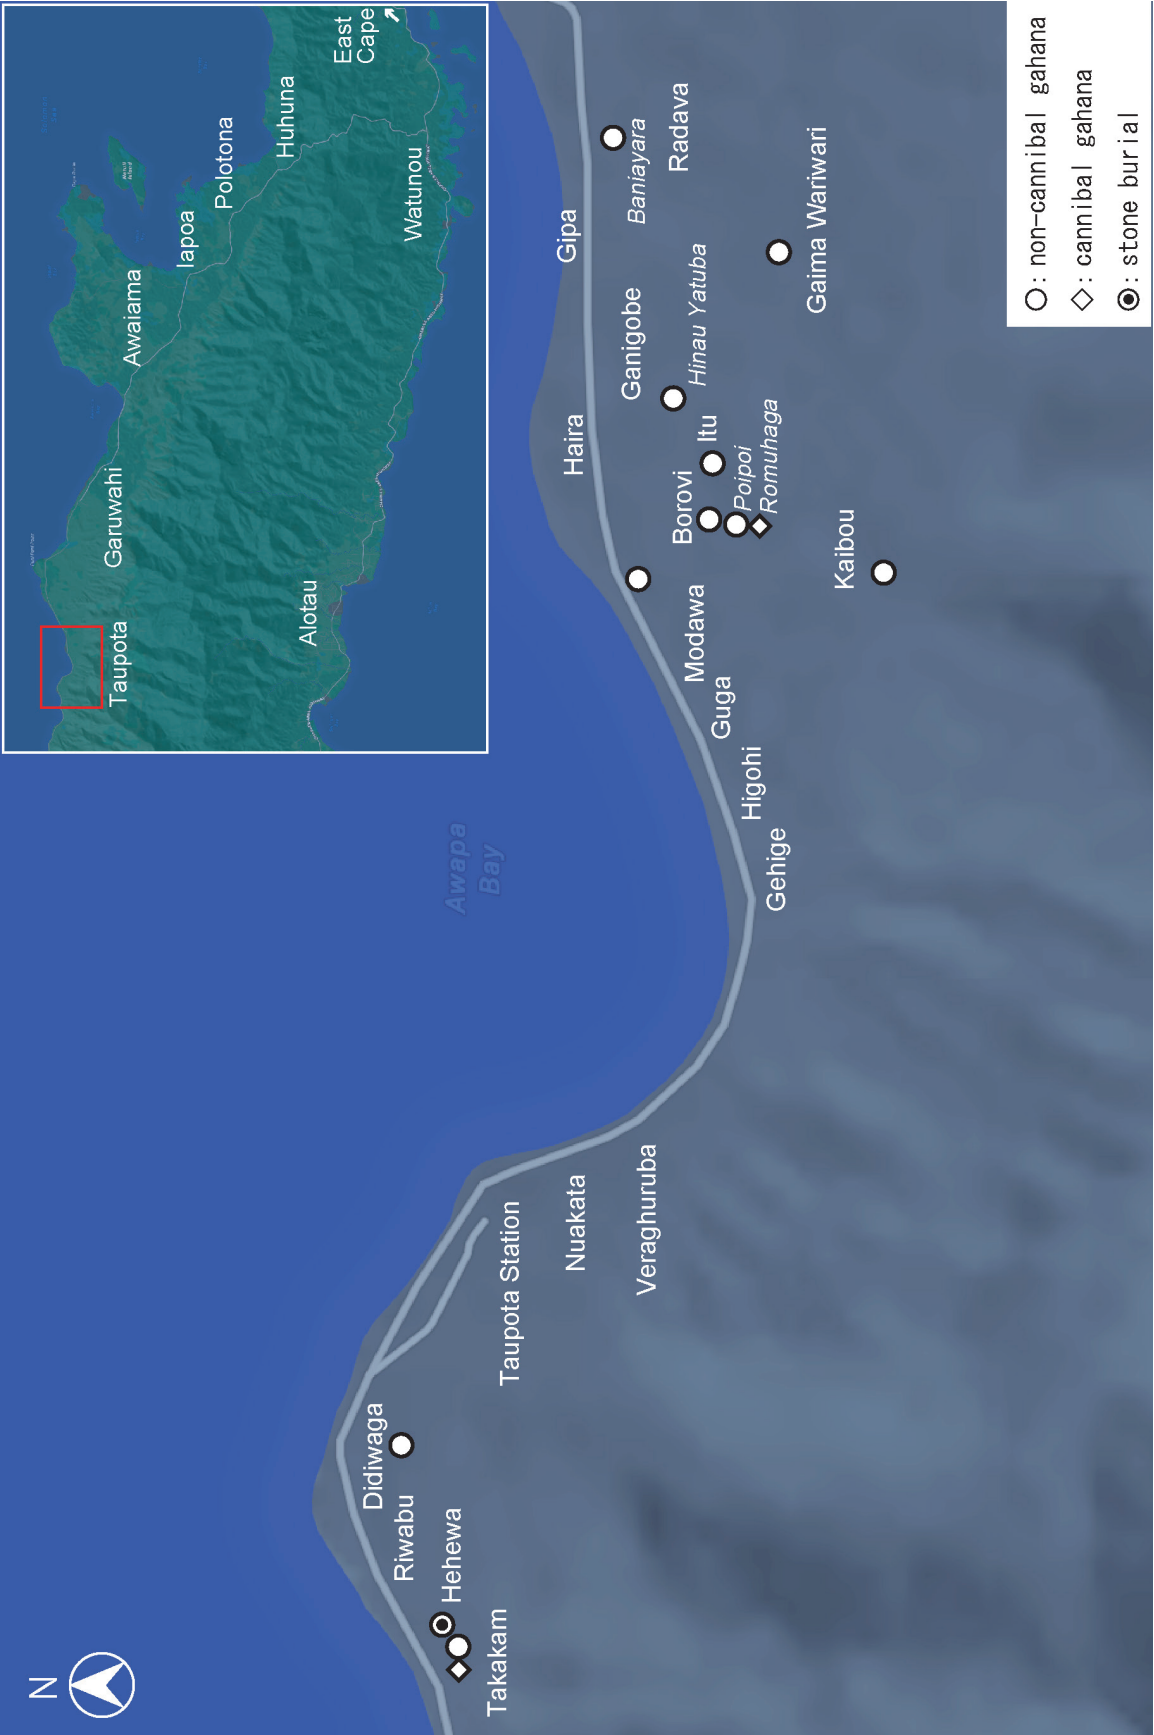 N
Taupota
Garuwahi
Awaiama
Iapoa
Polotona
Huhuna
East
Cape
Alotau
Watunou
Awapa
Bay
Takakam
Hehewa
Riwabu
Didiwaga
Taupota Station
Nuakata
Veraghuruba
Gehige
Higohi
Guga
Modawa
Haira
Borovi
Poipoi
Romuhaga
Itu
Kaibou
Ganigobe
Hinau Yatuba
Gipa
Baniayara
Radava
Gaima Wariwari
: non-cannibal gahana
: cannibal gahana
: stone burial